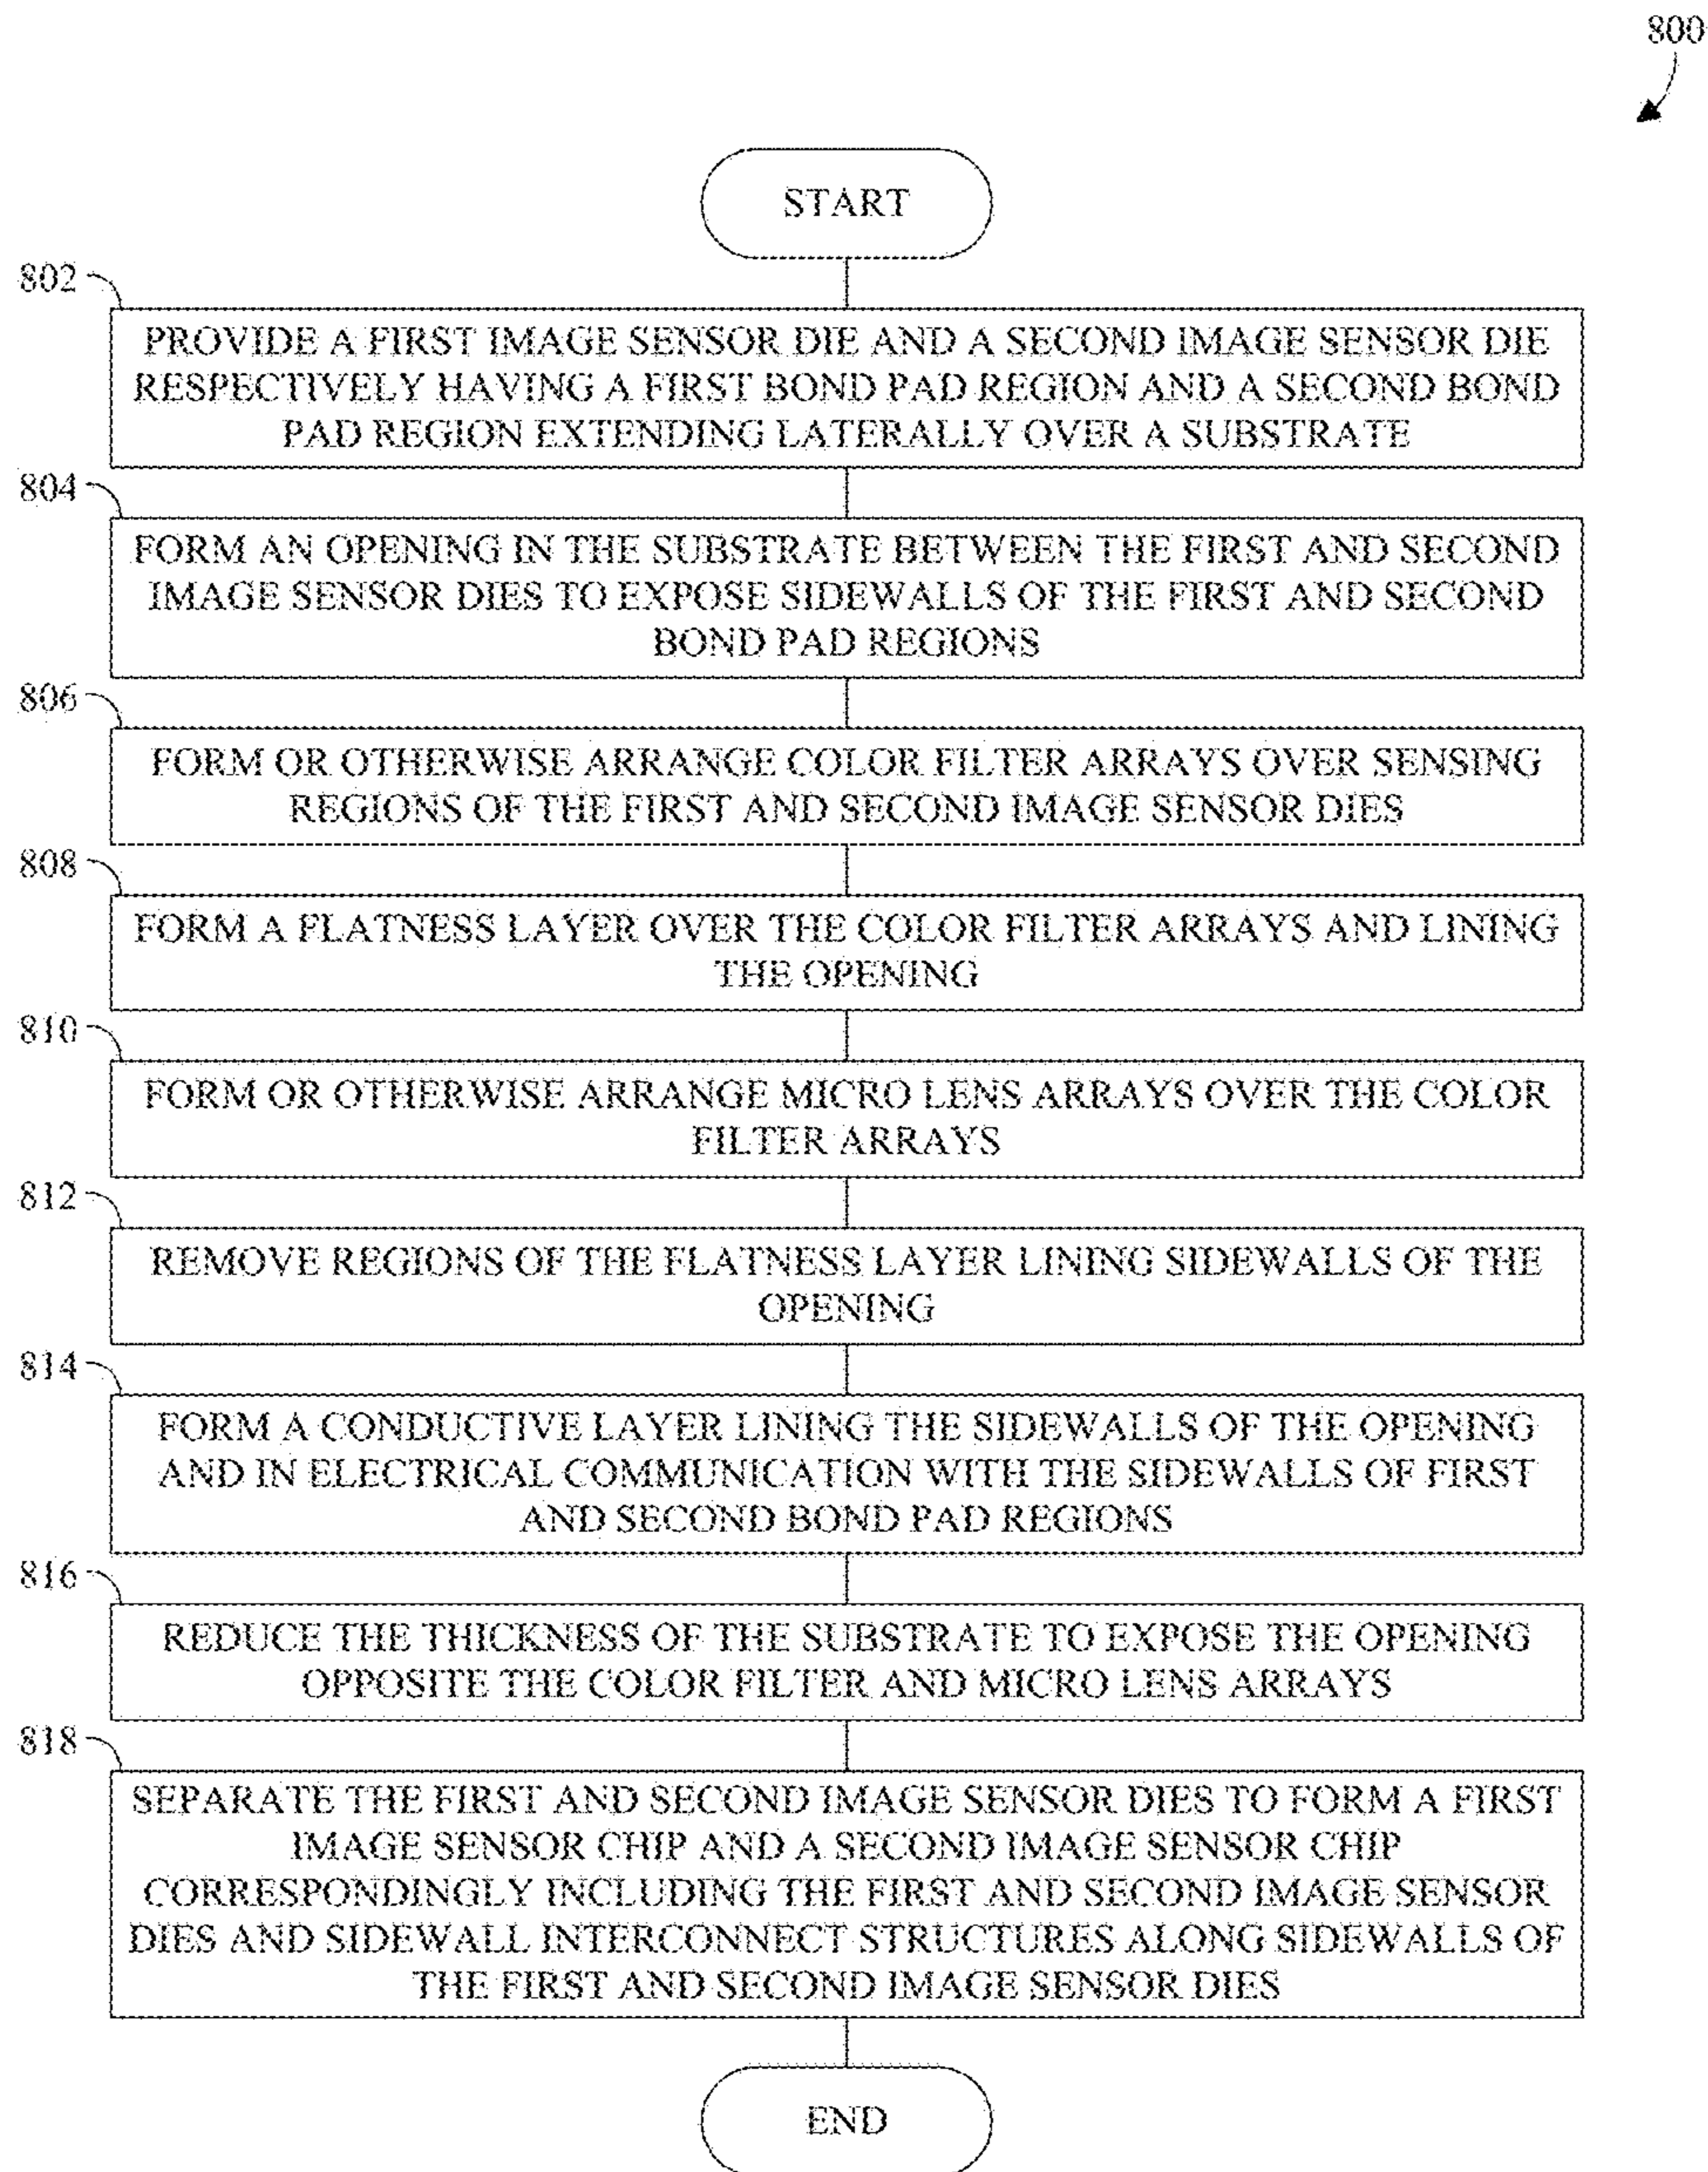 800
START
802
PROVIDE A FIRST IMAGE SENSOR DIE AND A SECOND IMAGE SENSOR DIE
RESPECTIVELY HAVING A FIRST BOND PAD REGION AND A SECOND BOND
PAD REGION EXTENDING LATERALLY OVER A SUBSTRATE
804
FORM AN OPENING IN THE SUBSTRATE BETWEEN THE FIRST AND SECOND
IMAGE SENSOR DIES TO EXPOSE SIDEWALLS OF THE FIRST AND SECOND
BOND PAD REGIONS
806
FORM OR OTHERWISE ARRANGE COLOR FILTER ARRAYS OVER SENSING
REGIONS OF THE FIRST AND SECOND IMAGE SENSOR DIES
808
FORM A FLATNESS LAYER OVER THE COLOR FILTER ARRAYS AND LINING
THE OPENING
810
FORM OR OTHERWISE ARRANGE MICRO LENS ARRAYS OVER THE COLOR
FILTER ARRAYS
812
REMOVE REGIONS OF THE FLATNESS LAYER LINING SIDEWALLS OF THE
OPENING
814
FORM A CONDUCTIVE LAYER LINING THE SIDEWALLS OF THE OPENING
AND IN ELECTRICAL COMMUNICATION WITH THE SIDEWALLS OF FIRST
AND SECOND BOND PAD REGIONS
816
REDUCE THE THICKNESS OF THE SUBSTRATE TO EXPOSE THE OPENING
OPPOSITE THE COLOR FILTER AND MICRO LENS ARRAYS
818
SEPARATE THE FIRST AND SECOND IMAGE SENSOR DIES TO FORM A FIRST
IMAGE SENSOR CHIP AND A SECOND IMAGE SENSOR CHIP
CORRESPONDINGLY INCLUDING THE FIRST AND SECOND IMAGE SENSOR
DIES AND SIDEWALL INTERCONNECT STRUCTURES ALONG SIDEWALLS OF
THE FIRST AND SECOND IMAGE SENSOR DIES
END